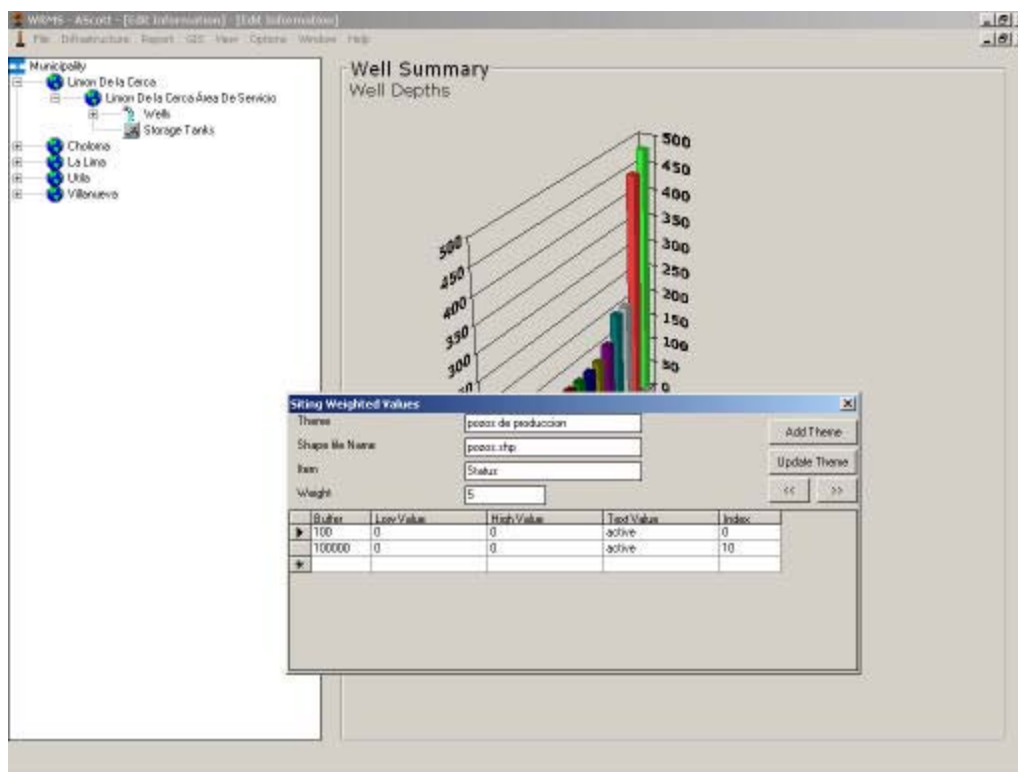 WRMS - AScott - [Edit Information] - [Edit Information]
File Infrastructure Report GIS View Options Window Help
Municipality
Limon De la Cerca
Limon De la Cerca Área De Servicio
Wells
Storage Tanks
Choloma
La Lima
Utila
Villanueva
Well Summary
Well Depths
500
450
400
350
300
250
200
150
100
50
0
500
450
400
350
300
Siting Weighted Values
Theme pozos de produccion
Shape file Name pozos.shp
Item Status
Weight 5
Add Theme
Update Theme
<< >>
Buffer Low Value High Value Text Value Index
100 0 0 active 0
100000 0 0 active 10